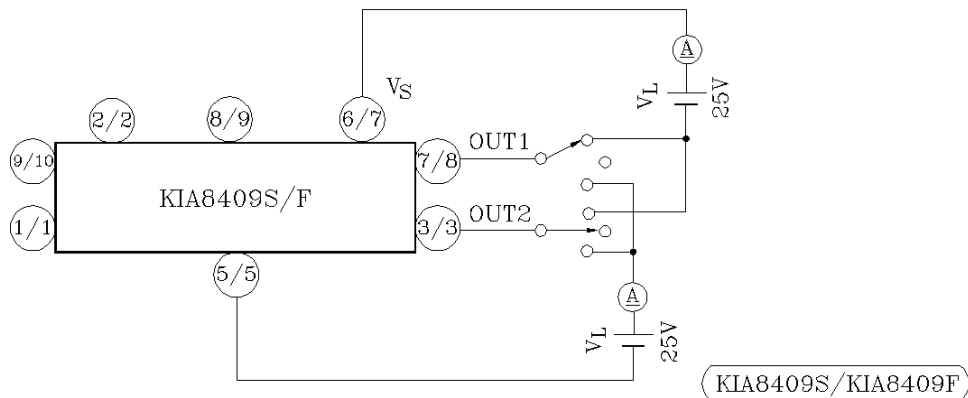 A
VS
VL
25V
2/2
8/9
6/7
9/10
7/8
OUT1
KIA8409S/F
1/1
3/3
OUT2
5/5
A
VL
25V
KIA8409S/KIA8409F